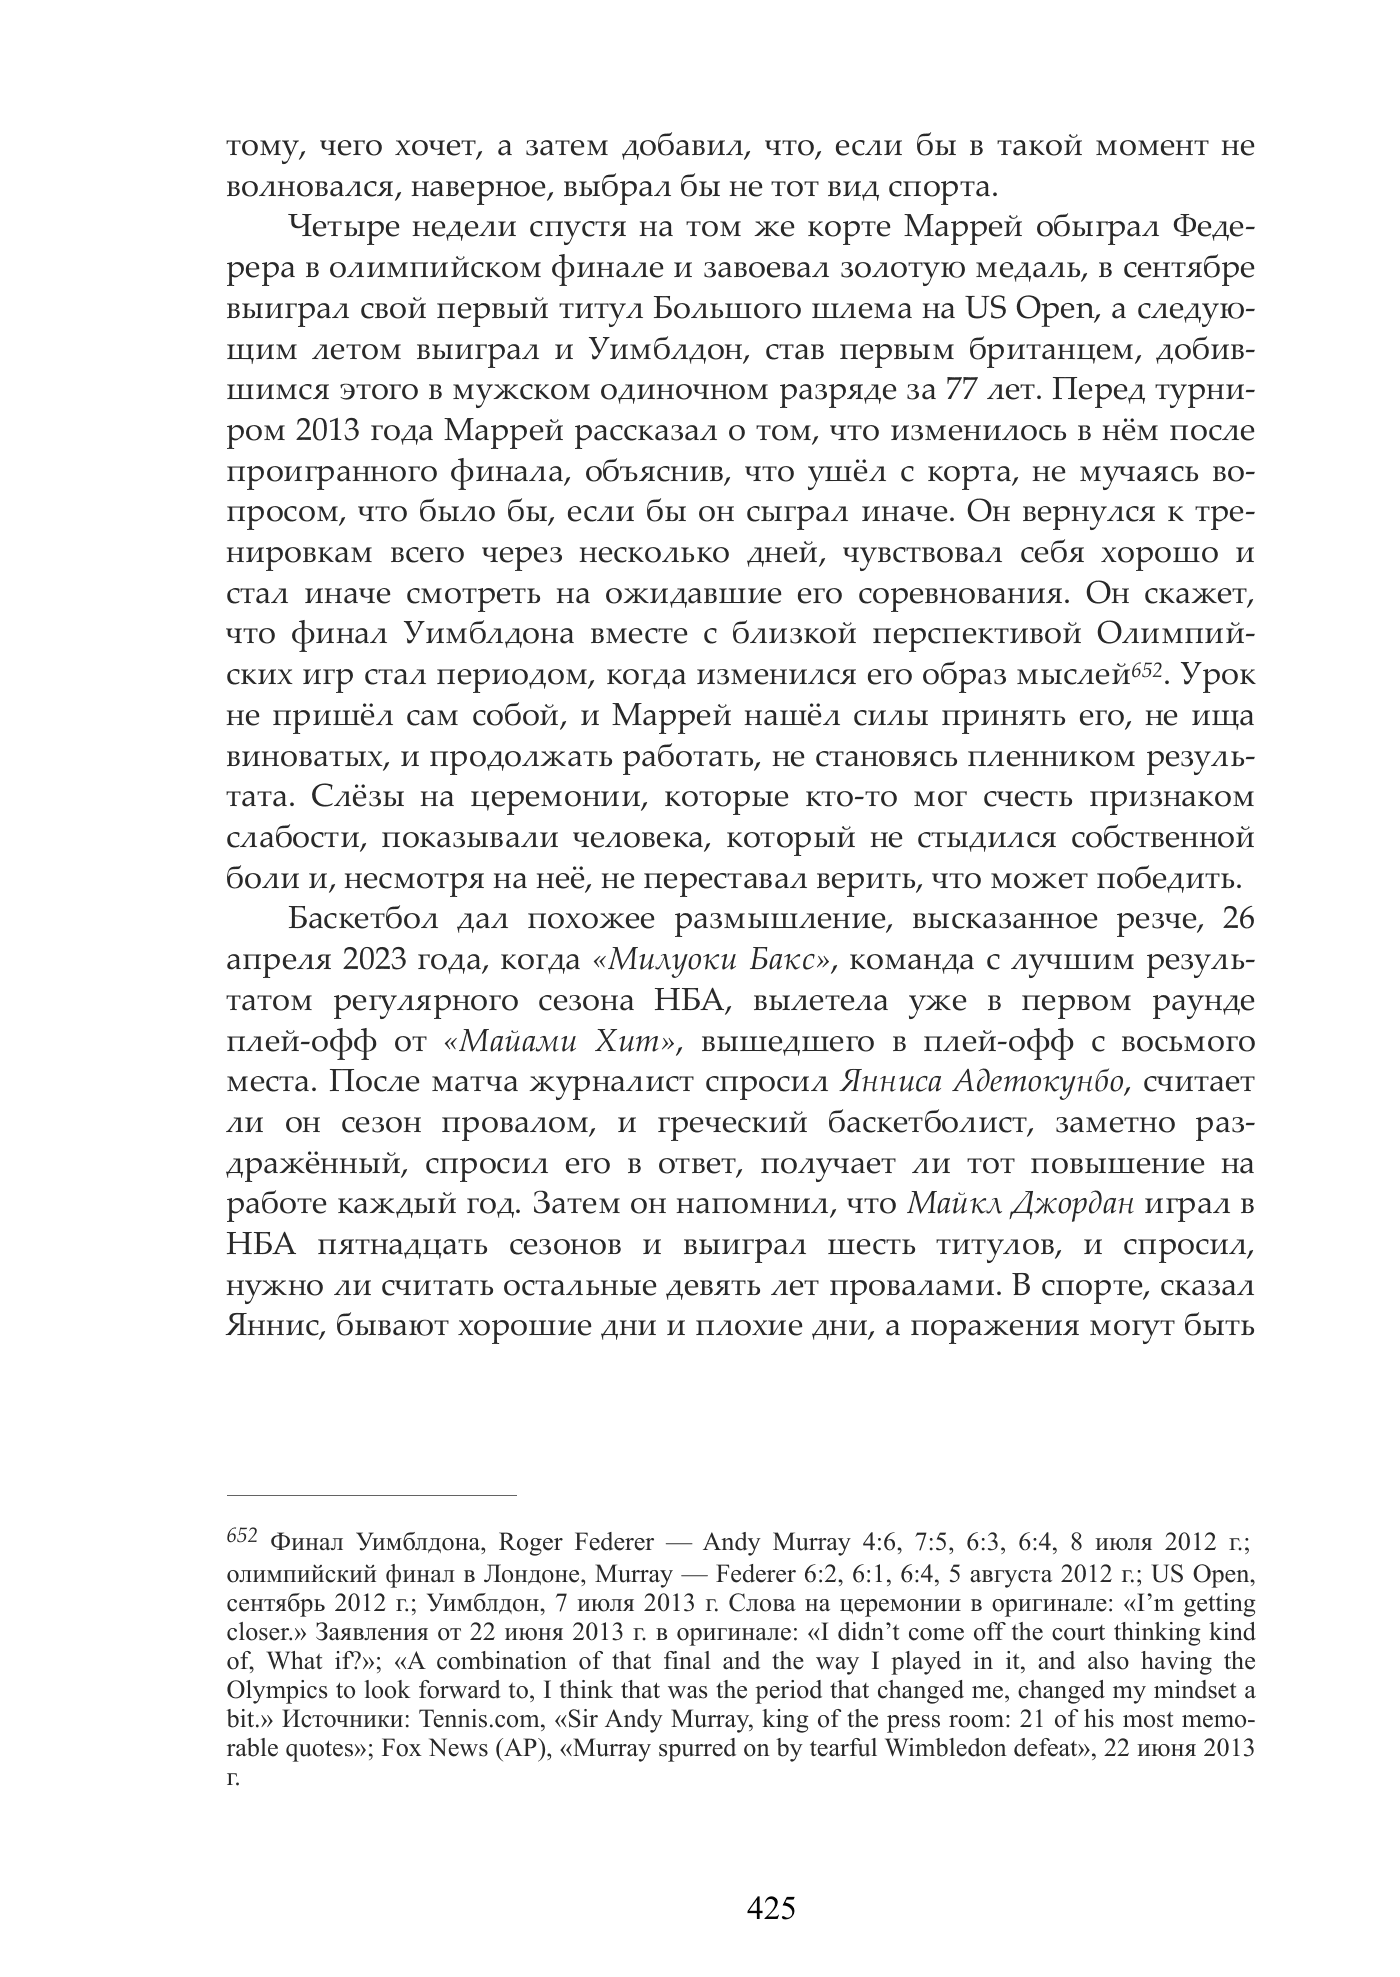 тому, чего хочет, а затем добавил, что, если бы в такой момент не
волновался, наверное, выбрал бы не тот вид спорта.
Четыре недели спустя на том же корте Маррей обыграл Феде-
рера в олимпийском финале и завоевал золотую медаль, в сентябре
выиграл свой первый титул Большого шлема на US Open, а следую-
щим летом выиграл и Уимблдон, став первым британцем, добив-
шимся этого в мужском одиночном разряде за 77 лет. Перед турни-
ром 2013 года Маррей рассказал о том, что изменилось в нём после
проигранного финала, объяснив, что ушёл с корта, не мучаясь во-
просом, что было бы, если бы он сыграл иначе. Он вернулся к тре-
нировкам всего через несколько дней, чувствовал себя хорошо и
стал иначе смотреть на ожидавшие его соревнования. Он скажет,
что финал Уимблдона вместе с близкой перспективой Олимпий-
ских игр стал периодом, когда изменился его образ мыслей652. Урок
не пришёл сам собой, и Маррей нашёл силы принять его, не ища
виноватых, и продолжать работать, не становясь пленником резуль-
тата. Слёзы на церемонии, которые кто-то мог счесть признаком
слабости, показывали человека, который не стыдился собственной
боли и, несмотря на неё, не переставал верить, что может победить.
Баскетбол дал похожее размышление, высказанное резче, 26
апреля 2023 года, когда «Милуоки Бакс», команда с лучшим резуль-
татом регулярного сезона НБА, вылетела уже в первом раунде
плей-офф от «Майами Хит», вышедшего в плей-офф с восьмого
места. После матча журналист спросил Янниса Адетокунбо, считает
ли он сезон провалом, и греческий баскетболист, заметно раз-
дражённый, спросил его в ответ, получает ли тот повышение на
работе каждый год. Затем он напомнил, что Майкл Джордан играл в
НБА пятнадцать сезонов и выиграл шесть титулов, и спросил,
нужно ли считать остальные девять лет провалами. В спорте, сказал
Яннис, бывают хорошие дни и плохие дни, а поражения могут быть
652 Финал Уимблдона, Roger Federer — Andy Murray 4:6, 7:5, 6:3, 6:4, 8 июля 2012 г.;
олимпийский финал в Лондоне, Murray — Federer 6:2, 6:1, 6:4, 5 августа 2012 г.; US Open,
сентябрь 2012 г.; Уимблдон, 7 июля 2013 г. Слова на церемонии в оригинале: «I’m getting
closer.» Заявления от 22 июня 2013 г. в оригинале: «I didn’t come off the court thinking kind
of, What if?»; «A combination of that final and the way I played in it, and also having the
Olympics to look forward to, I think that was the period that changed me, changed my mindset a
bit.» Источники: Tennis.com, «Sir Andy Murray, king of the press room: 21 of his most memo-
rable quotes»; Fox News (AP), «Murray spurred on by tearful Wimbledon defeat», 22 июня 2013
г.
425